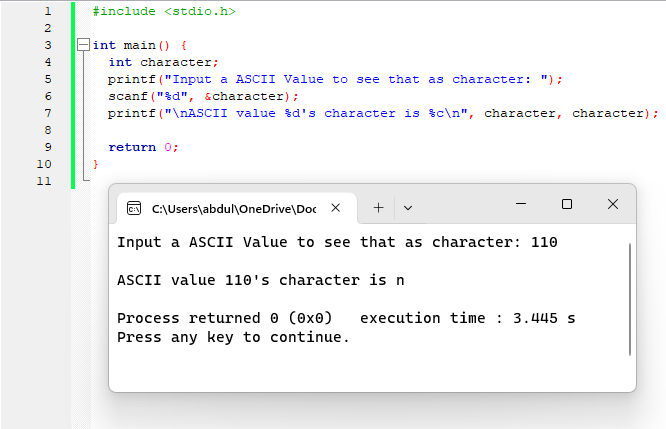 1 #include <stdio.h>
2
3 int main() {
4 int character;
5 printf("Input a ASCII Value to see that as character: ");
6 scanf("%d", &character);
7 printf("\nASCII value %d's character is %c\n", character, character);
8
9 return 0;
10 }
11
C:\Users\abdul\OneDrive\Doc
Input a ASCII Value to see that as character: 110
ASCII value 110's character is n
Process returned 0 (0x0) execution time : 3.445 s
Press any key to continue.